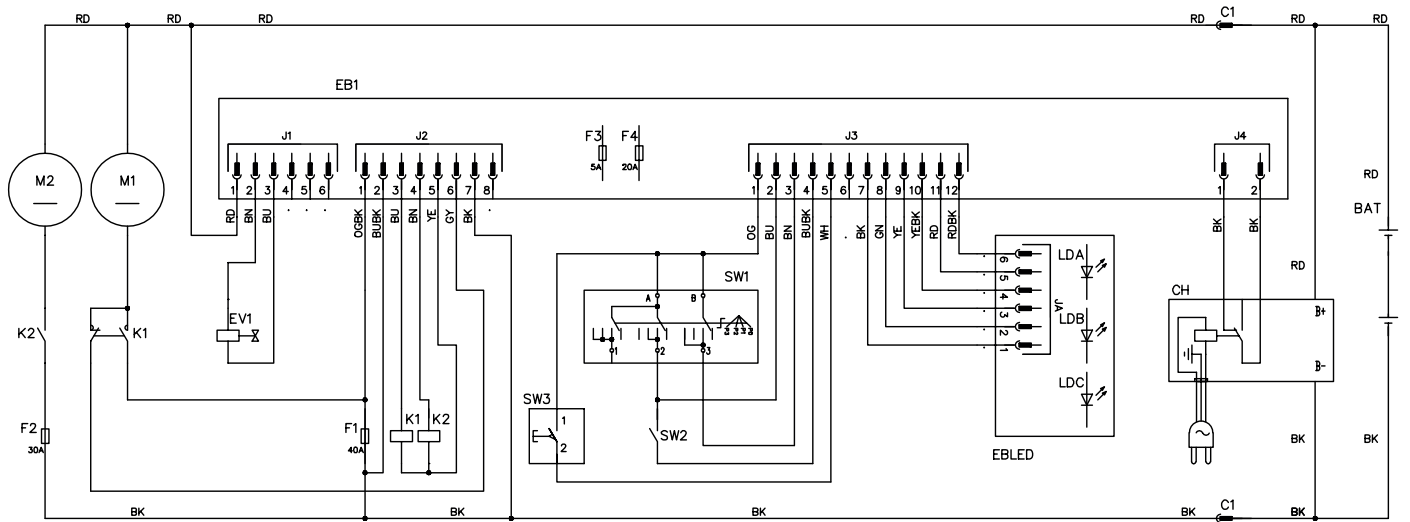 RD RD RD RD C1 RD RD
EB1
J1 J2 F3 F4 J3 J4
5A 20A
M2 M1
1 2 3 4 5 6 1 2 3 4 5 6 7 8 1 2 3 4 5 6 7 8 9 10 11 12 1 2
RD
BAT
RD BN BU . . . OGBK BUBK BU BN YE GY BK . OG BU BN BUBK WH . BK GN YE YEBK RD RDBK BK BK
LDA
SW1
RD
A B
6 5 4 3 2 1
JA
CH
K2 K1 EV1
B+
LDB
1 2 3
B-
LDC
SW3
1
2
SW2
F2
30A
F1
40A
K1 K2
EBLED
BK BK
BK BK BK BK C1 BK